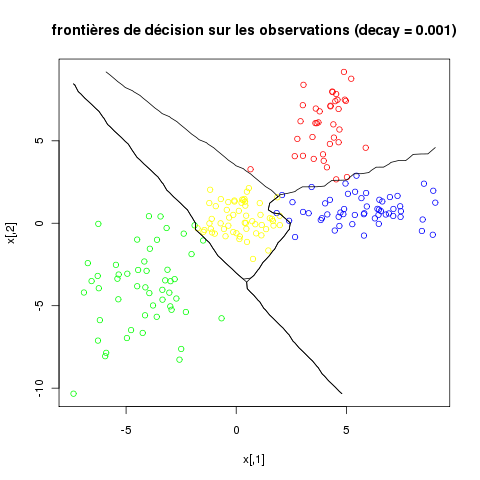 frontières de décision sur les observations (decay = 0.001)
x[,2]
5
0
-5
-10
-5
0
5
x[,1]